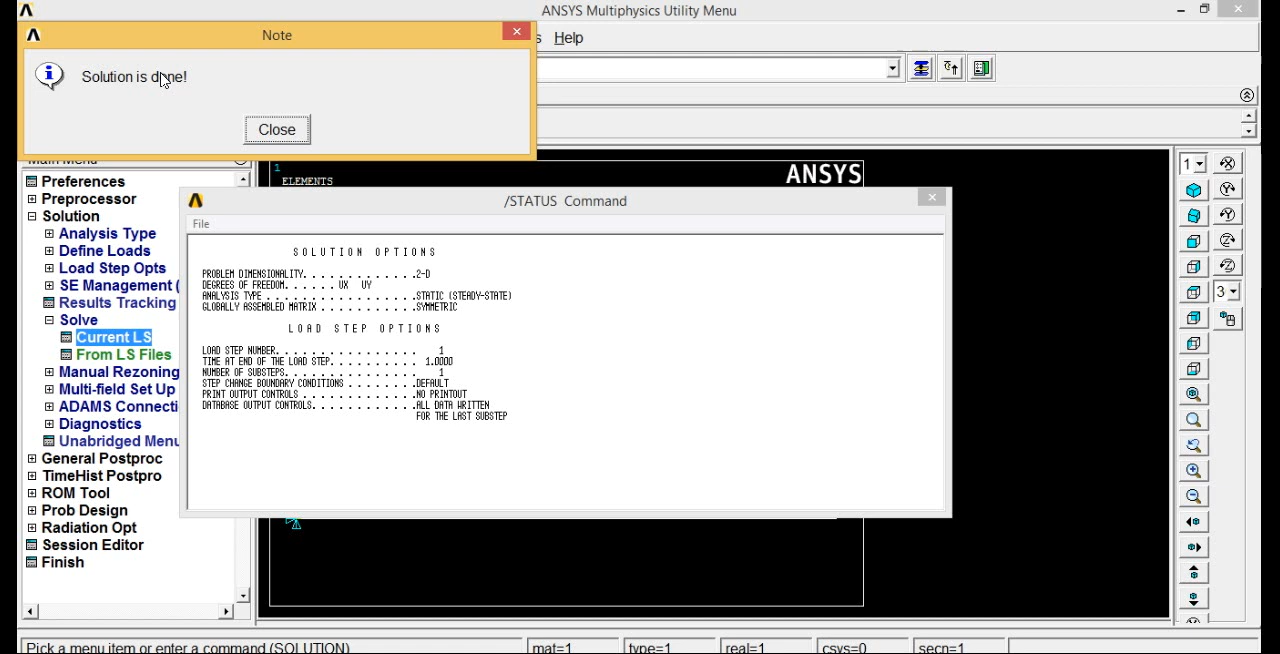 ANSYS Multiphysics Utility Menu
Note
s Help
Solution is done!
Close
Main Menu
Preferences
Preprocessor
Solution
Analysis Type
Define Loads
Load Step Opts
SE Management (
Results Tracking
Solve
Current LS
From LS Files
Manual Rezoning
Multi-field Set Up
ADAMS Connecti
Diagnostics
Unabridged Menu
General Postproc
TimeHist Postpro
ROM Tool
Prob Design
Radiation Opt
Session Editor
Finish
1
ELEMENTS
ANSYS
/STATUS Command
File
SOLUTION OPTIONS
PROBLEM DIMENSIONALITY. . . . . . . . . . . . .2-D
DEGREES OF FREEDOM. . . . . . UX UY
ANALYSIS TYPE . . . . . . . . . . . . . . . . . .STATIC (STEADY-STATE)
GLOBALLY ASSEMBLED MATRIX . . . . . . . . . . .SYMMETRIC
LOAD STEP OPTIONS
LOAD STEP NUMBER. . . . . . . . . . . . . . . . 1
TIME AT END OF THE LOAD STEP. . . . . . . . . . 1.0000
NUMBER OF SUBSTEPS. . . . . . . . . . . . . . . 1
STEP CHANGE BOUNDARY CONDITIONS . . . . . . . .DEFAULT
PRINT OUTPUT CONTROLS . . . . . . . . . . . . .NO PRINTOUT
DATABASE OUTPUT CONTROLS. . . . . . . . . . . .ALL DATA WRITTEN
FOR THE LAST SUBSTEP
1
3
Pick a menu item or enter a command (SOLUTION)
mat=1
type=1
real=1
csys=0
secn=1